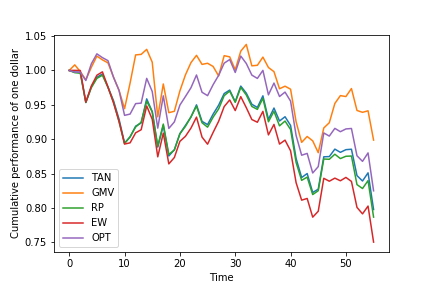 Cumulative performance of one dollar
1.05
1.00
0.95
0.90
0.85
0.80
0.75
TAN
GMV
RP
EW
OPT
0 10 20 30 40 50
Time